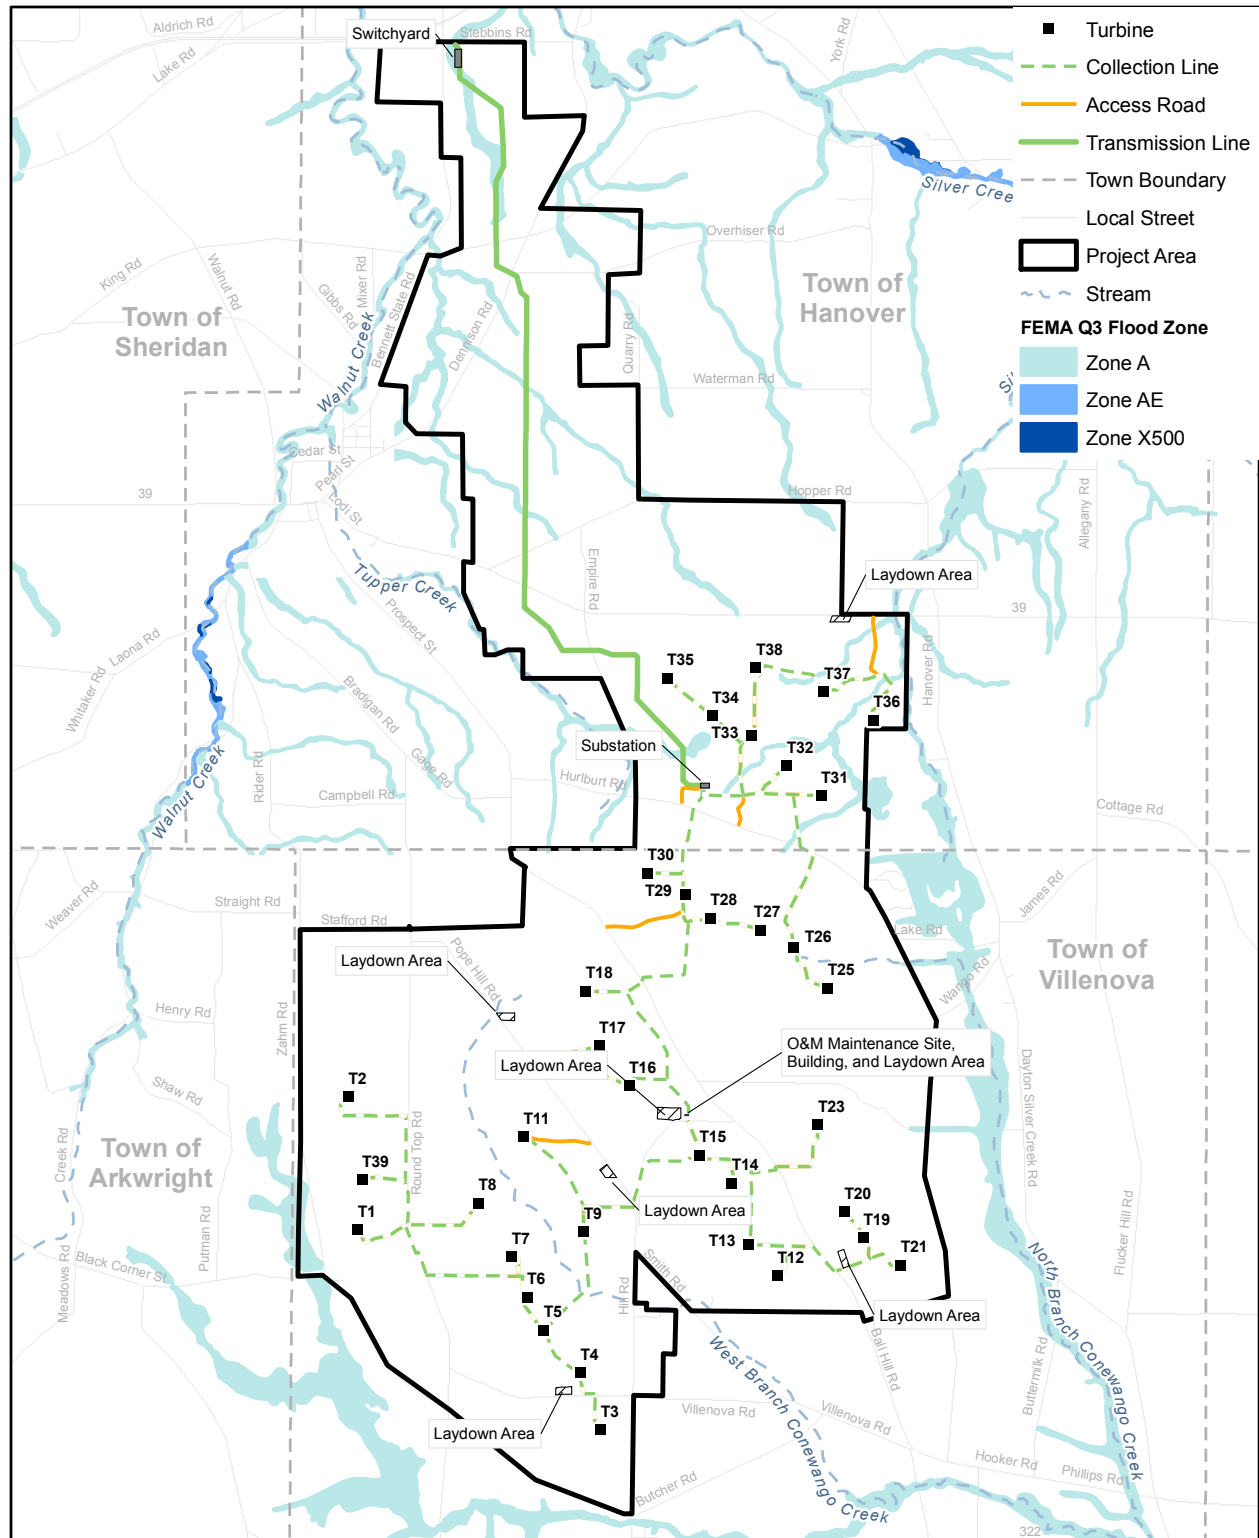 Aldrich Rd
Lake Rd
Switchyard
Stebbins Rd
York Rd
Turbine
Collection Line
Access Road
Transmission Line
Town Boundary
Local Street
Project Area
Stream
FEMA Q3 Flood Zone
Zone A
Zone AE
Zone X500
Silver Cree
Overhiser Rd
King Rd
Walnut Rd
Gibbs Rd
Mixer Rd
Bennett State Rd
Dennison Rd
Quarry Rd
Town of
Hanover
Town of
Sheridan
Walnut Creek
Waterman Rd
Sil
Cedar St
Pearl St
Lodi St
39
Hopper Rd
Allegany Rd
Tupper Creek
Prospect St
Empire Rd
Laydown Area
39
Hanover Rd
Laona Rd
Whitaker Rd
Bradigan Rd
Gage Rd
T35
T38
T37
T34
T36
T33
Substation
T32
T31
Hurlburt Rd
Walnut Creek
Rider Rd
Campbell Rd
Cottage Rd
T30
T29
T28
T27
T26
T25
Weaver Rd
Straight Rd
Stafford Rd
James Rd
Lake Rd
Wango Rd
Town of
Villenova
Laydown Area
Pope Hill Rd
T18
Henry Rd
Zahm Rd
T17
Laydown Area
T16
O&M Maintenance Site,
Building, and Laydown Area
Dayton Silver Creek Rd
Shaw Rd
T2
T11
T23
Town of
Arkwright
Creek Rd
T39
Round Top Rd
T15
T14
T8
Laydown Area
T20
T1
T9
T19
T13
T7
T12
T21
Putman Rd
Black Corner St
Meadows Rd
T6
Hill Rd
Smith Rd
Flucker Hill Rd
North Branch Conewango Creek
T5
Laydown Area
Ball Hill Rd
T4
West Branch Conewango Creek
Buttermilk Rd
T3
Laydown Area
Villenova Rd
Villenova Rd
Hooker Rd
Phillips Rd
Butcher Rd
322